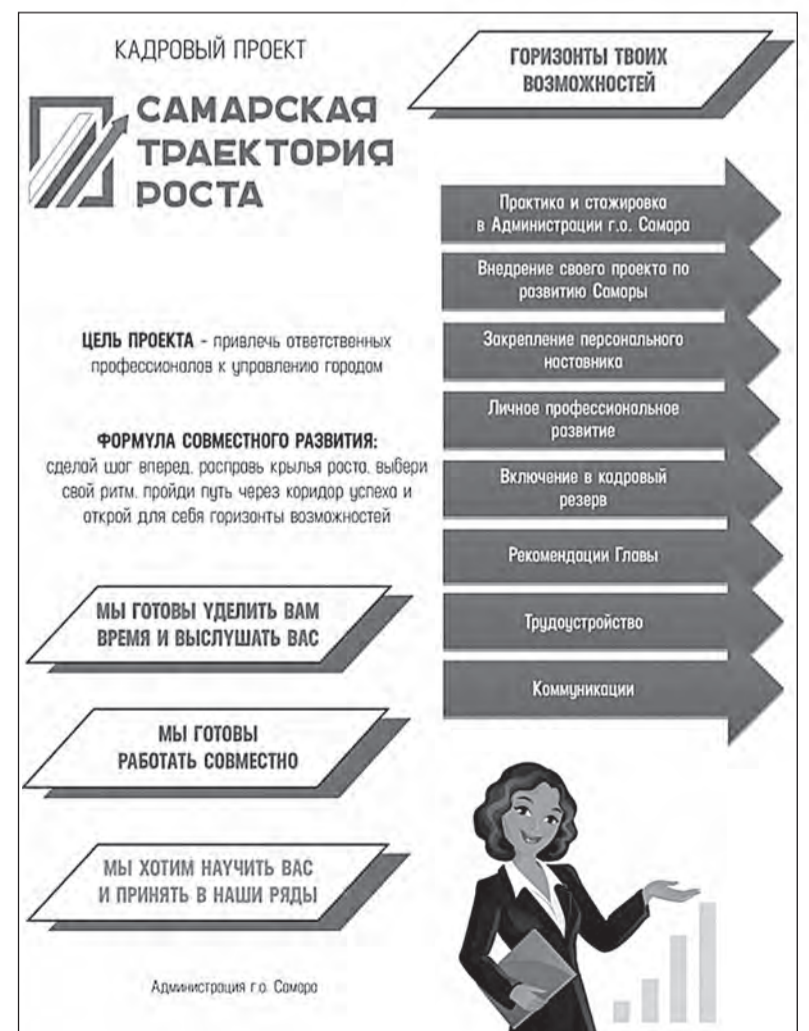 КАДРОВЫЙ ПРОЕКТ
САМАРСКАЯ
ТРАЕКТОРИЯ
РОСТА
ЦЕЛЬ ПРОЕКТА - привлечь ответственных
профессионалов к управлению городом
ФОРМУЛА СОВМЕСТНОГО РАЗВИТИЯ:
сделай шаг вперед, расправь крылья роста, выбери
свой ритм, пройди путь через коридор успеха и
открой для себя горизонты возможностей
МЫ ГОТОВЫ УДЕЛИТЬ ВАМ
ВРЕМЯ И ВЫСЛУШАТЬ ВАС
МЫ ГОТОВЫ
РАБОТАТЬ СОВМЕСТНО
МЫ ХОТИМ НАУЧИТЬ ВАС
И ПРИНЯТЬ В НАШИ РЯДЫ
Администрация г.о. Самара
ГОРИЗОНТЫ ТВОИХ
ВОЗМОЖНОСТЕЙ
Практика и стажировка
в Администрации г.о. Самара
Внедрение своего проекта по
развитию Самары
Закрепление персонального
наставника
Личное профессиональное
развитие
Включение в кадровый
резерв
Рекомендации Главы
Трудоустройство
Коммуникации